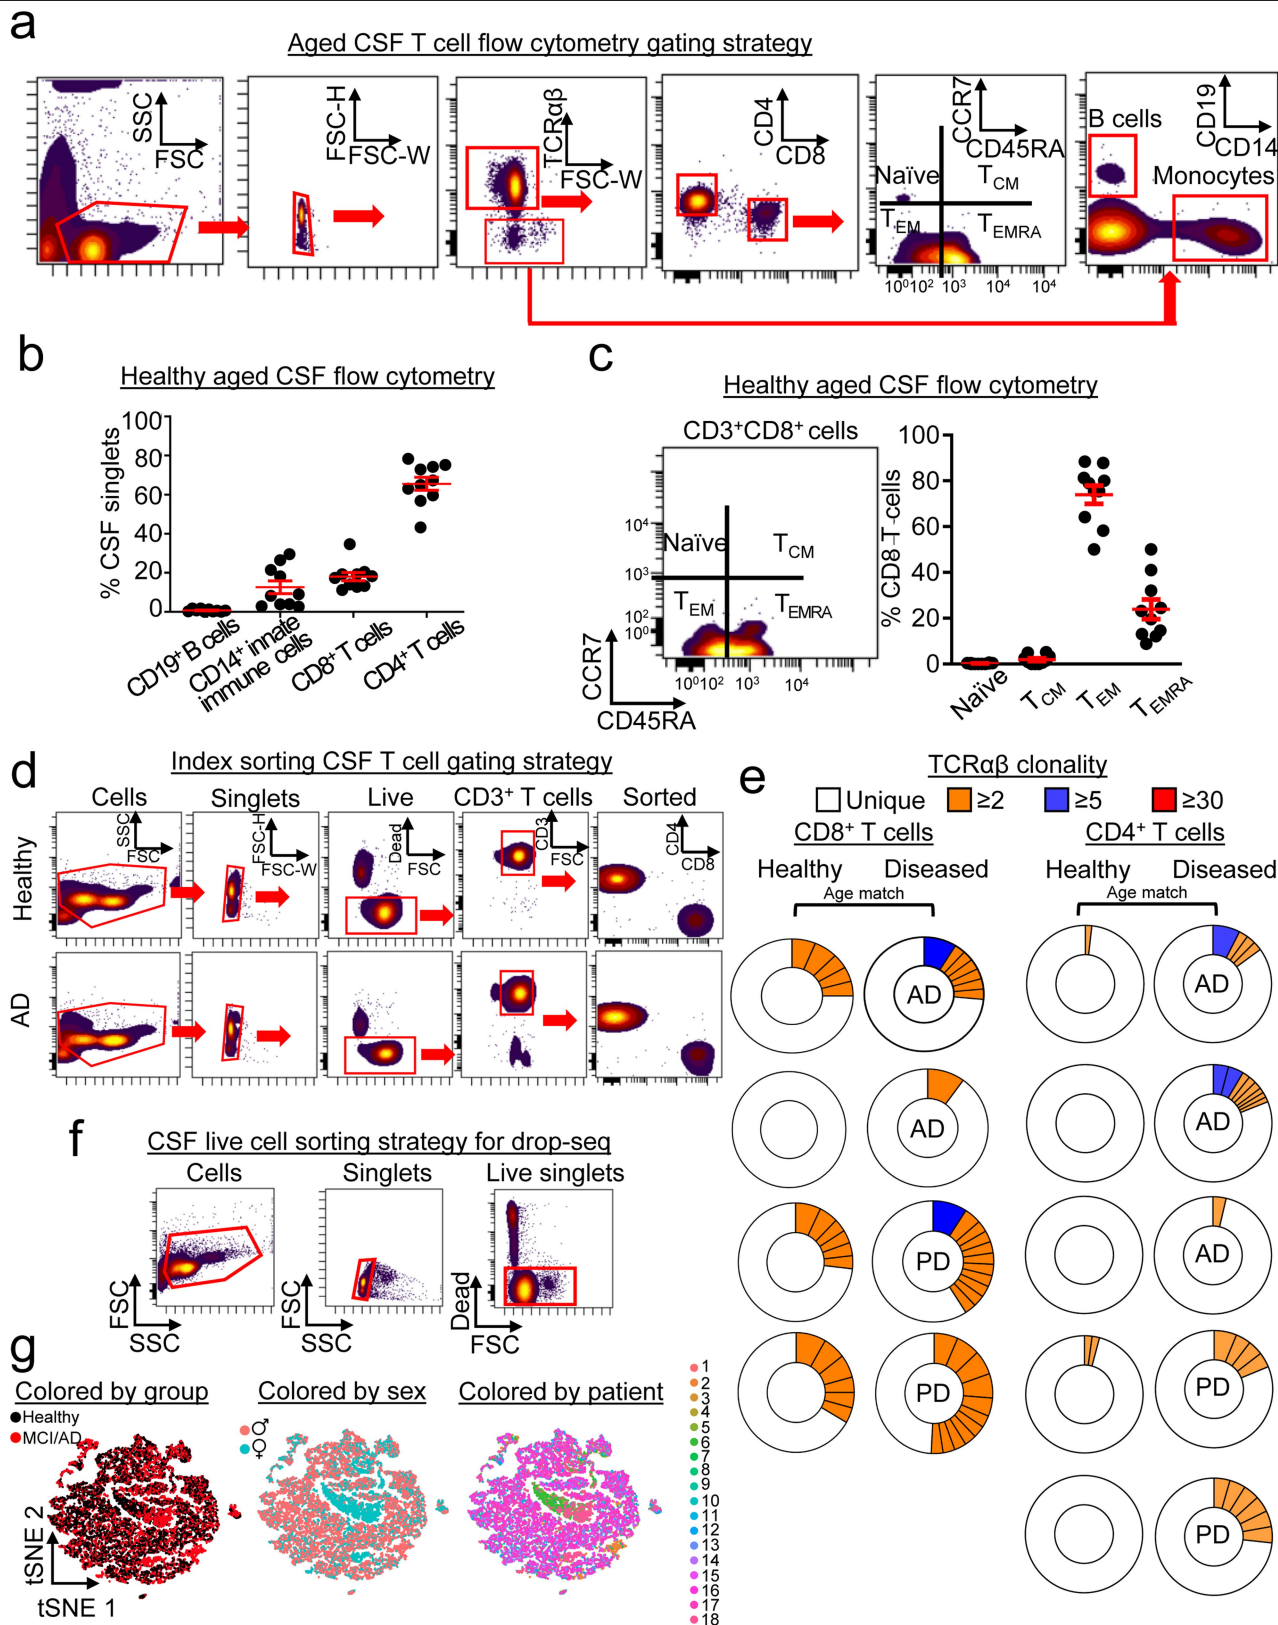 a
Aged CSF T cell flow cytometry gating strategy
SSC
FSC
FSC-H
FSC-W
TCRαβ
FSC-W
CD4
CD8
CCR7
CD45RA
Naïve
TCM
TEM
TEMRA
10⁰ 10² 10³ 10⁴ 10⁴
CD19
CD14
B cells
Monocytes
b
Healthy aged CSF flow cytometry
% CSF singlets
100
80
60
40
20
0
CD19⁺ B cells
CD14⁺ innate
immune cells
CD8⁺ T cells
CD4⁺ T cells
c
Healthy aged CSF flow cytometry
CD3⁺CD8⁺ cells
10⁴
10³
10²
10⁰
Naïve
TCM
TEM
TEMRA
10⁰ 10² 10³ 10⁴
CCR7
CD45RA
% CD8 T cells
100
80
60
40
20
0
Naïve
TCM
TEM
TEMRA
d
Index sorting CSF T cell gating strategy
Cells
Singlets
Live
CD3⁺ T cells
Sorted
Healthy
SSC
FSC
FSC-H
FSC-W
Dead
FSC
CD3
FSC
CD4
CD8
AD
e
TCRαβ clonality
Unique ≥2 ≥5 ≥30
CD8⁺ T cells
CD4⁺ T cells
Healthy Diseased
Healthy Diseased
Age match
Age match
AD
AD
AD
AD
PD
AD
PD
PD
PD
f
CSF live cell sorting strategy for drop-seq
Cells
Singlets
Live singlets
FSC
SSC
FSC
SSC
Dead
FSC
g
Colored by group
Colored by sex
Colored by patient
Healthy
MCI/AD
♂
♀
tSNE 2
tSNE 1
1
2
3
4
5
6
7
8
9
10
11
12
13
14
15
16
17
18